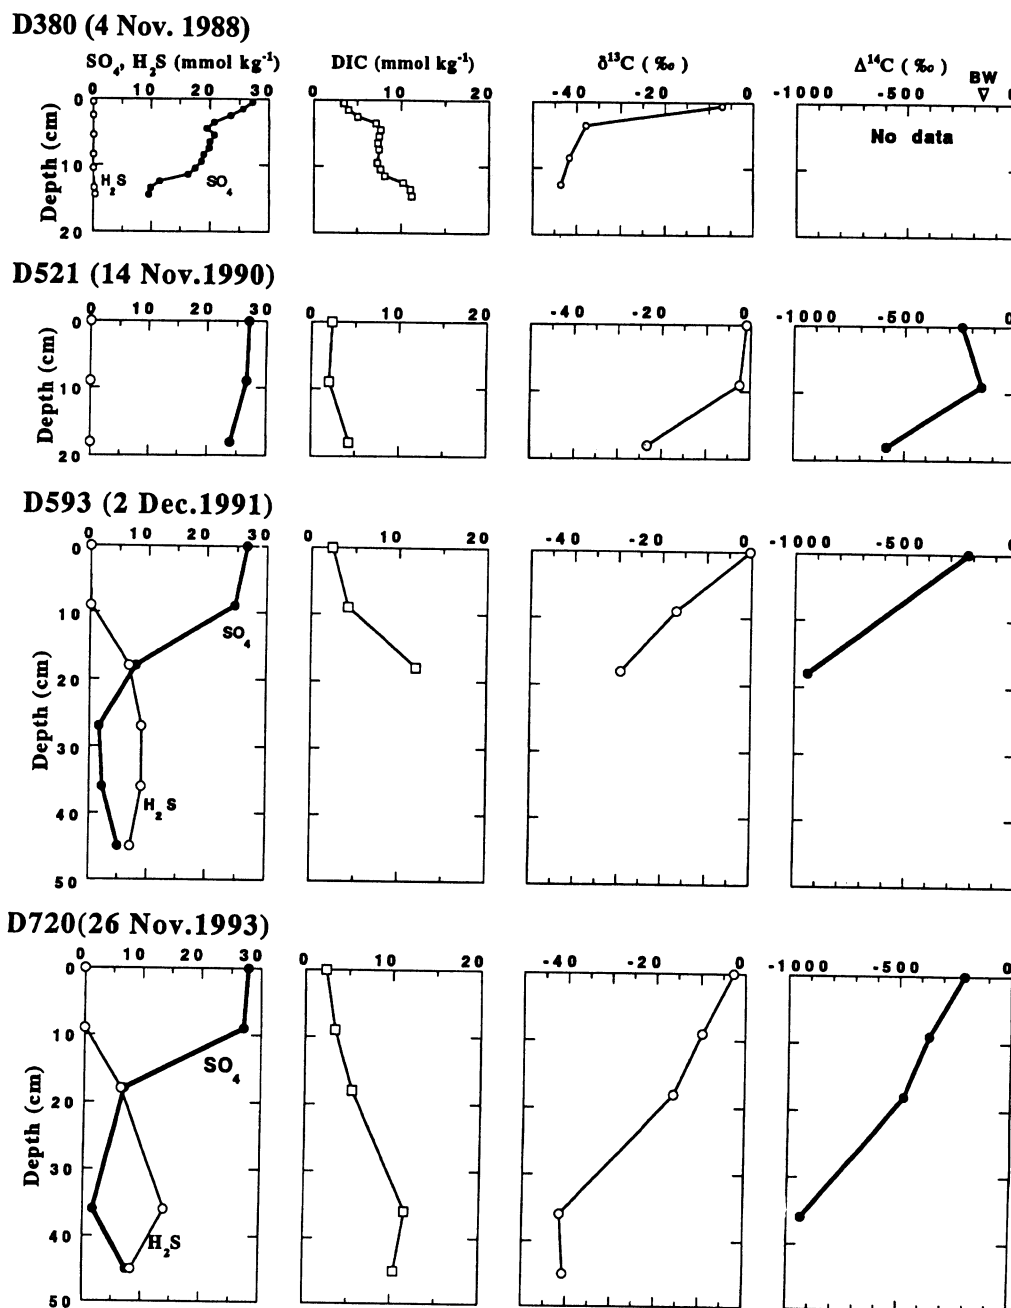 D380 (4 Nov. 1988)
SO4, H2S (mmol kg-1) DIC (mmol kg-1) δ13C ( ‰ ) Δ14C ( ‰ ) BW
0 10 20 30 0 10 20 -40 -20 0 -1000 -500 0
0
No data
10
H2S SO4
Depth (cm)
20
D521 (14 Nov.1990)
0 10 20 30 0 10 20 -40 -20 0 -1000 -500 0
0
10
Depth (cm)
20
D593 (2 Dec.1991)
0 10 20 30 0 10 20 -40 -20 0 -1000 -500 0
0
10
SO4
20
Depth (cm)
30
H2S
40
50
D720(26 Nov.1993)
0 10 20 30 0 10 20 -40 -20 0 -1000 -500 0
0
10
SO4
20
Depth (cm)
30
40
H2S
50